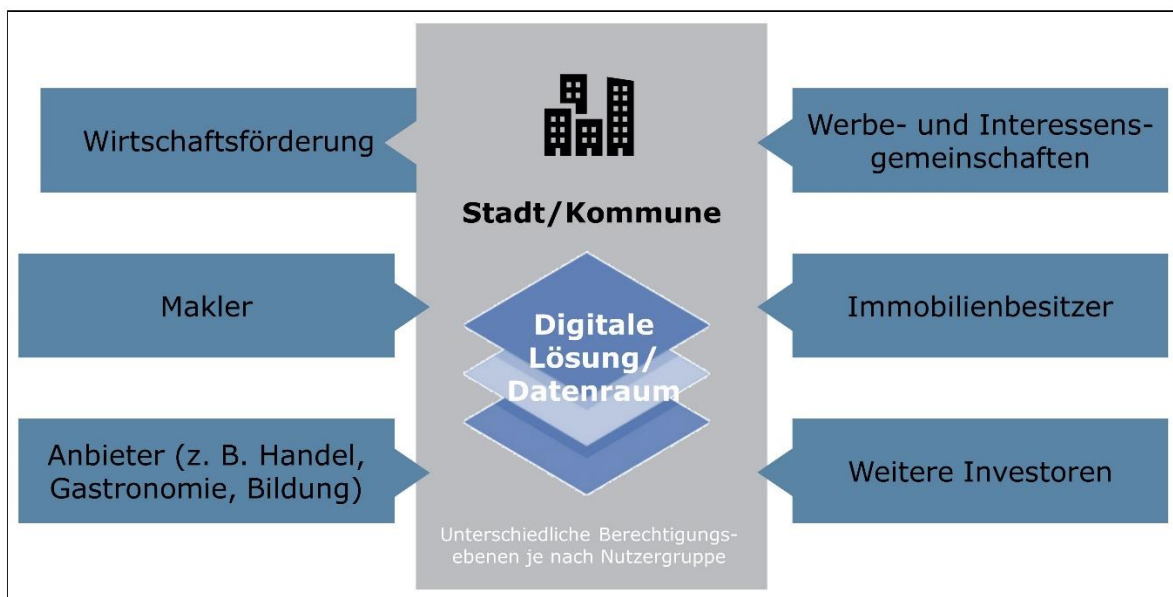 Wirtschaftsförderung
Makler
Anbieter (z. B. Handel,
Gastronomie, Bildung)
Stadt/Kommune
Digitale
Lösung/
Datenraum
Unterschiedliche Berechtigungs-
ebenen je nach Nutzergruppe
Werbe- und Interessens-
gemeinschaften
Immobilienbesitzer
Weitere Investoren